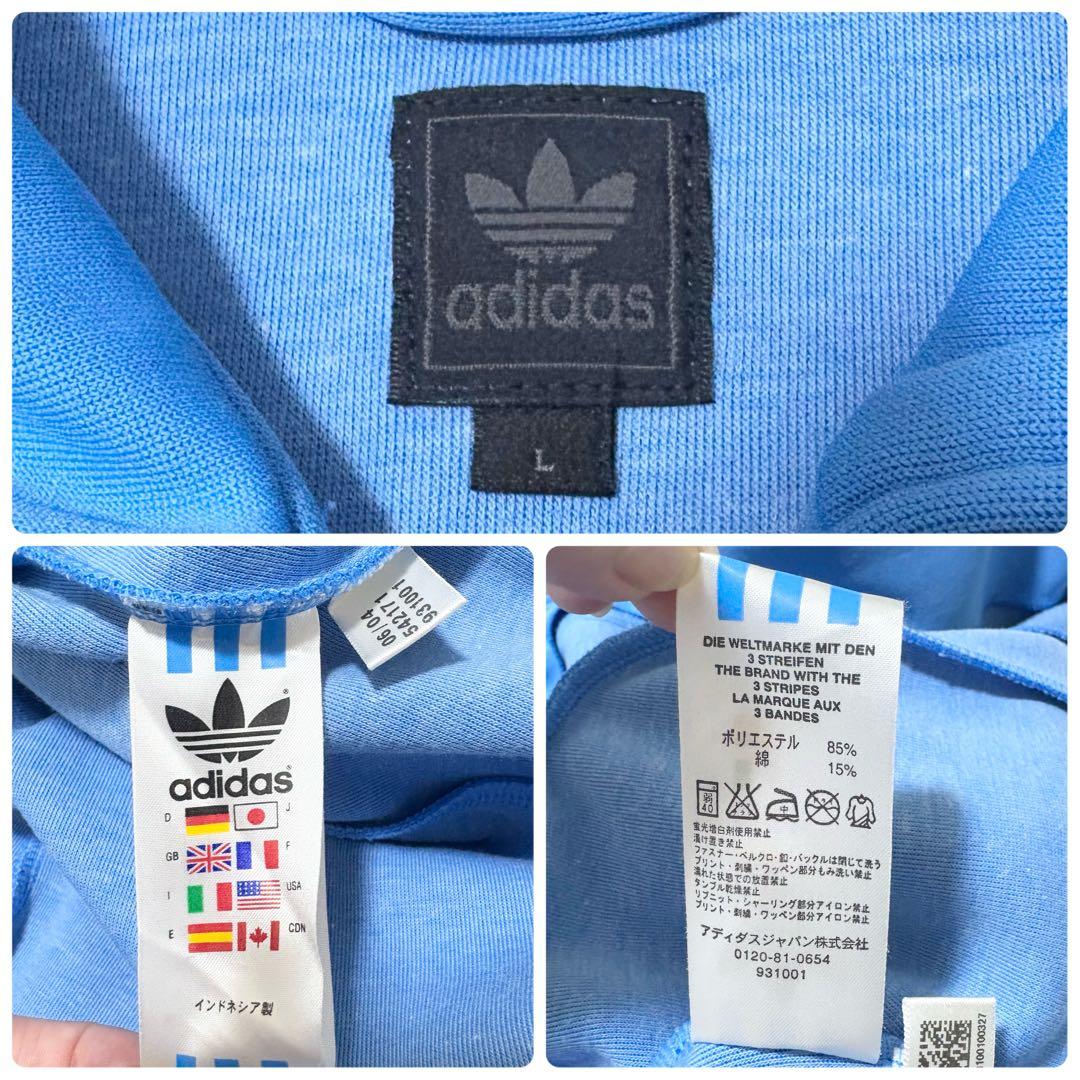 adidas
L
06/04
542171
931001
adidas®
D J
GB F
I USA
E CDN
インドネシア製
DIE WELTMARKE MIT DEN
3 STREIFEN
THE BRAND WITH THE
3 STRIPES
LA MARQUE AUX
3 BANDES
ポリエステル 85%
綿 15%
弱
40
中
蛍光増白剤使用禁止
漬け置き禁止
ファスナー・ベルクロ・釦・バックルは閉じて洗う
プリント・刺繍・ワッペン部分もみ洗い禁止
濡れた状態での放置禁止
タンブル乾燥禁止
リブニット・シャーリング部分アイロン禁止
プリント・刺繍・ワッペン部分アイロン禁止
アディダスジャパン株式会社
0120-81-0654
931001